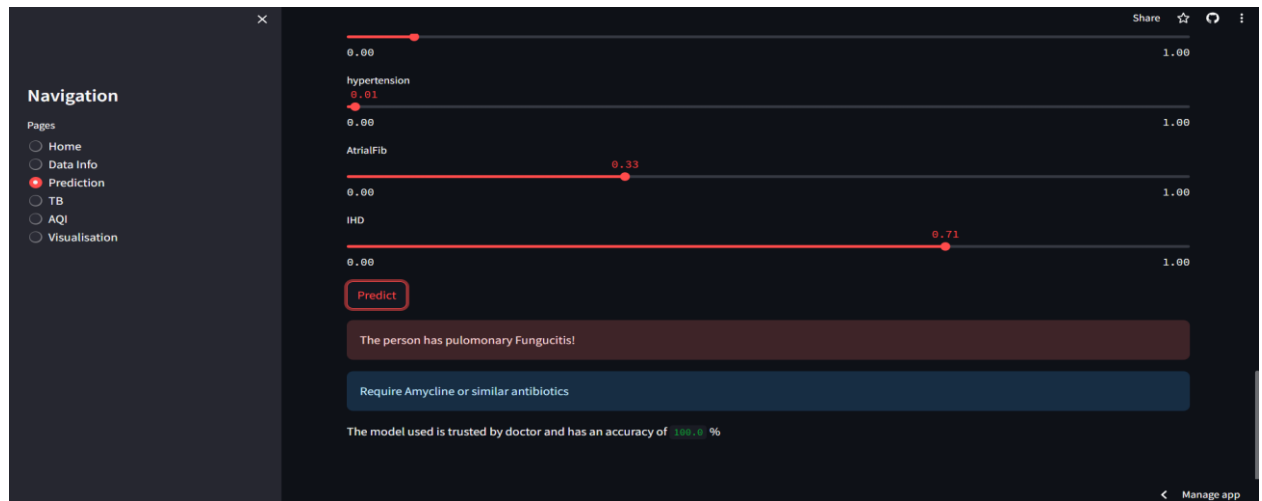 Share
Navigation
Pages
Home
Data Info
Prediction
TB
AQI
Visualisation
0.00 1.00
hypertension
0.01
0.00 1.00
AtrialFib
0.33
0.00 1.00
IHD
0.71
0.00 1.00
Predict
The person has pulomonary Fungucitis!
Require Amycline or similar antibiotics
The model used is trusted by doctor and has an accuracy of 100.0 %
Manage app